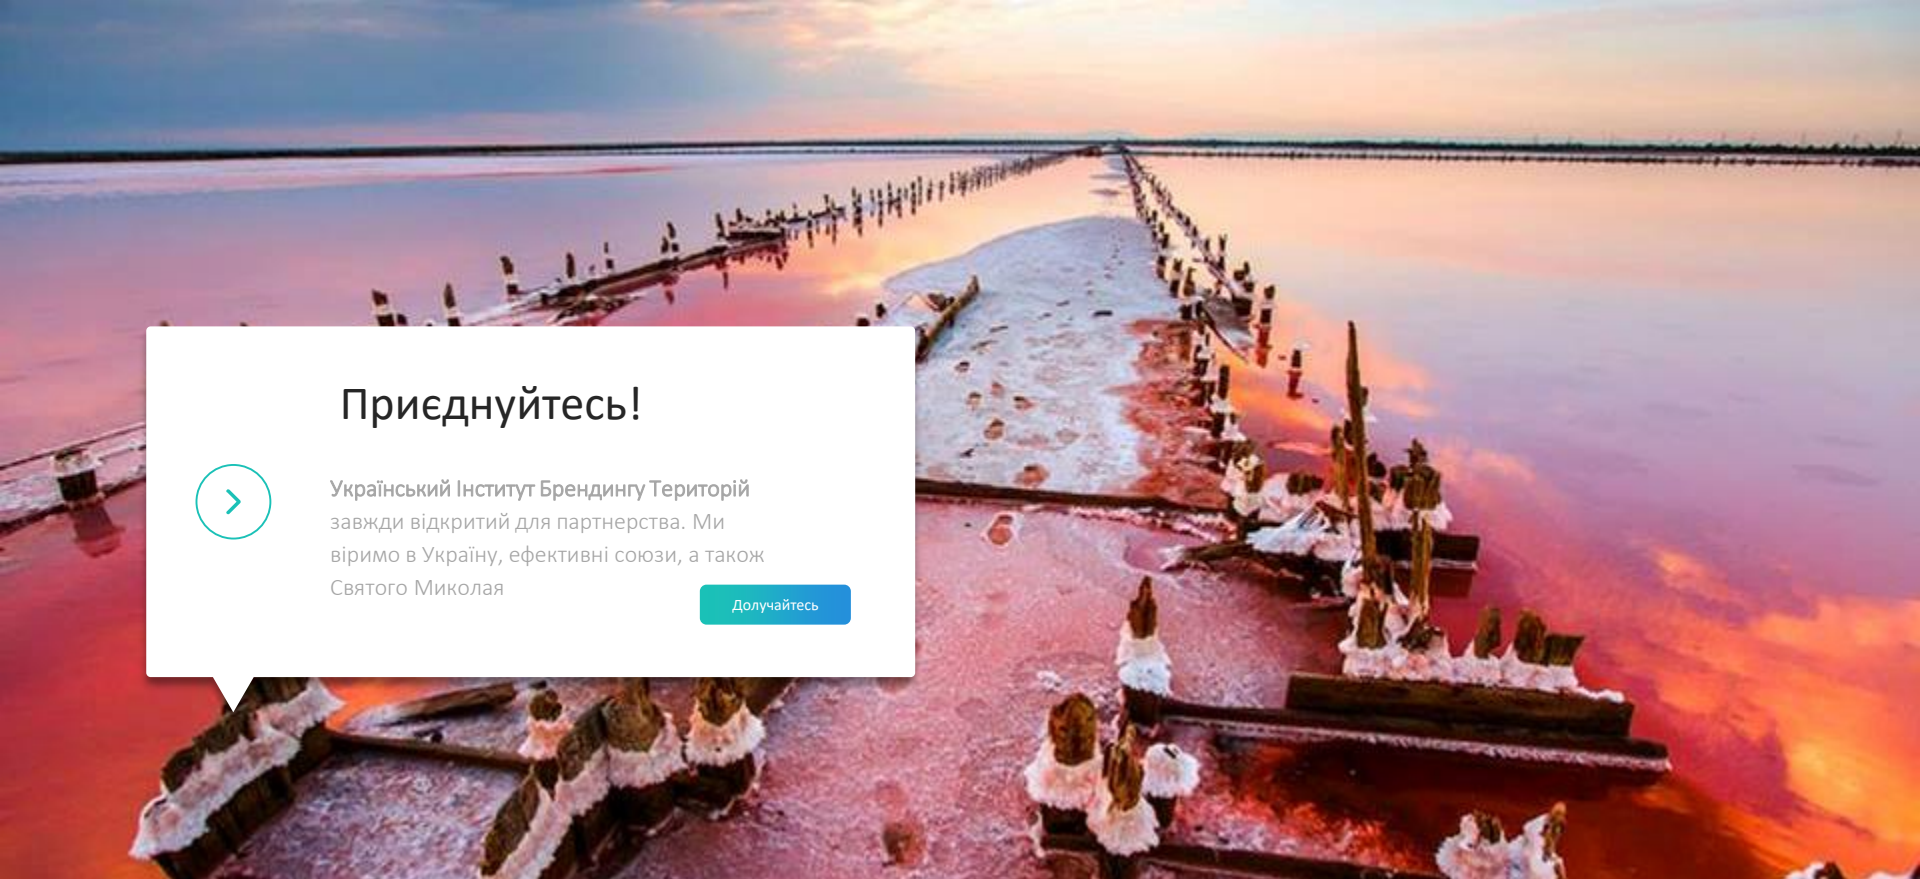 Приєднуйтесь!
Український Інститут Брендингу Територій
завжди відкритий для партнерства. Ми
віримо в Україну, ефективні союзи, а також
Святого Миколая
Долучайтесь